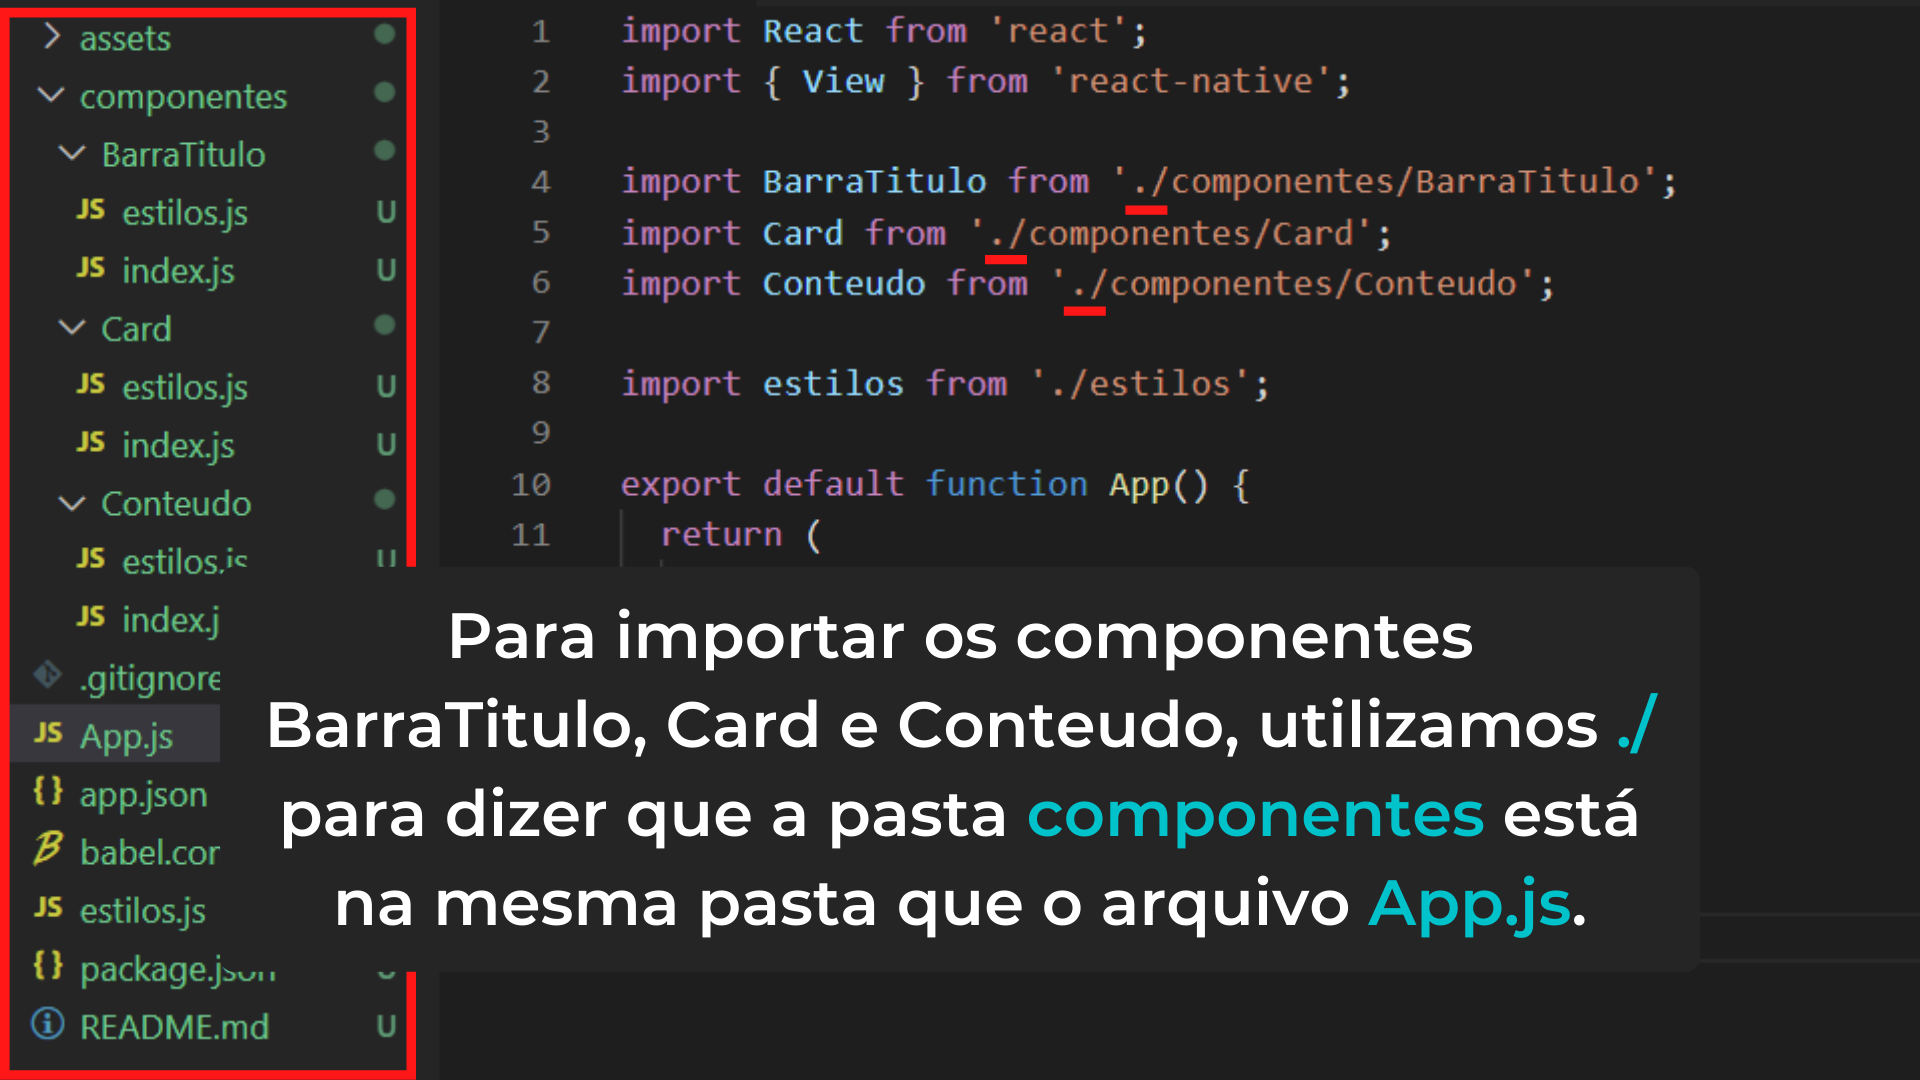 assets
componentes
BarraTitulo
JS estilos.js U
JS index.js U
Card
JS estilos.js U
JS index.js U
Conteudo
JS estilos.js U
JS index.j
.gitignore
JS App.js
{} app.json
babel.cor
JS estilos.js
{} package.json
README.md U
1 import React from 'react';
2 import { View } from 'react-native';
3
4 import BarraTitulo from './componentes/BarraTitulo';
5 import Card from './componentes/Card';
6 import Conteudo from './componentes/Conteudo';
7
8 import estilos from './estilos';
9
10 export default function App() {
11 return (
Para importar os componentes
BarraTitulo, Card e Conteudo, utilizamos ./
para dizer que a pasta componentes está
na mesma pasta que o arquivo App.js.